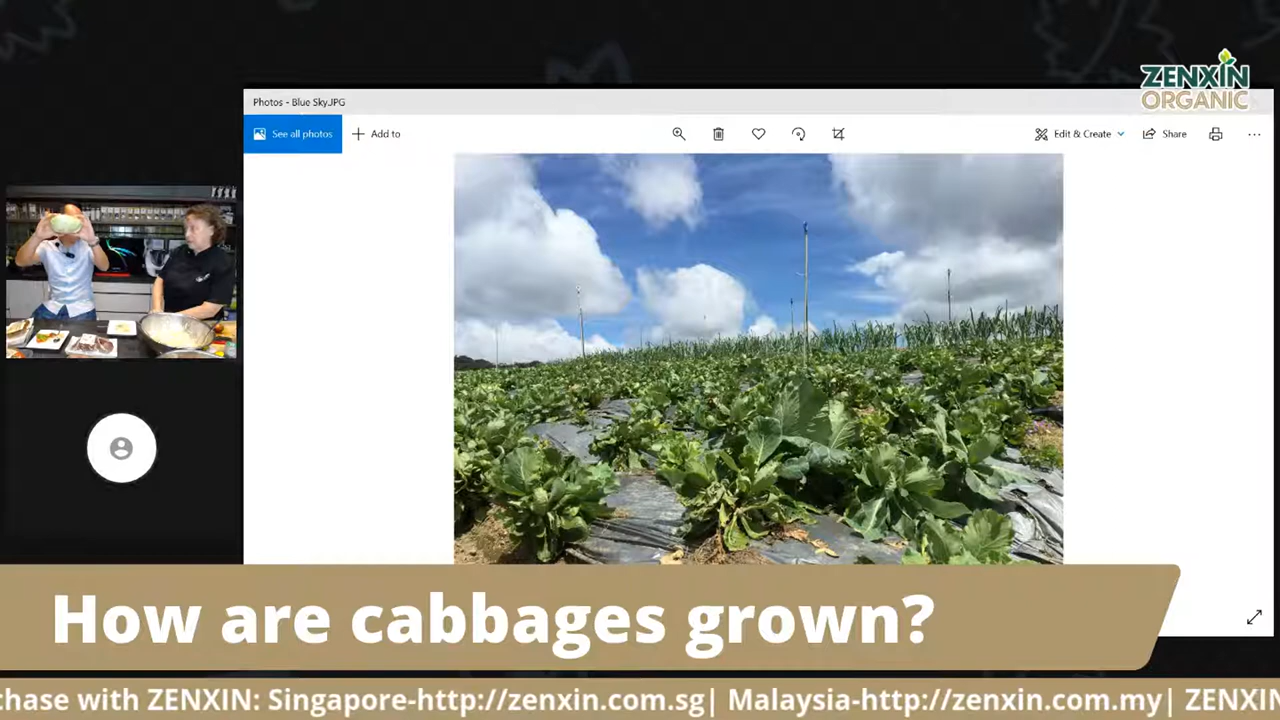 ZENXIN
ORGANIC
Photos - Blue Sky.JPG
See all photos
Add to
Edit & Create
Share
How are cabbages grown?
chase with ZENXIN: Singapore-http://zenxin.com.sg| Malaysia-http://zenxin.com.my| ZENXIN